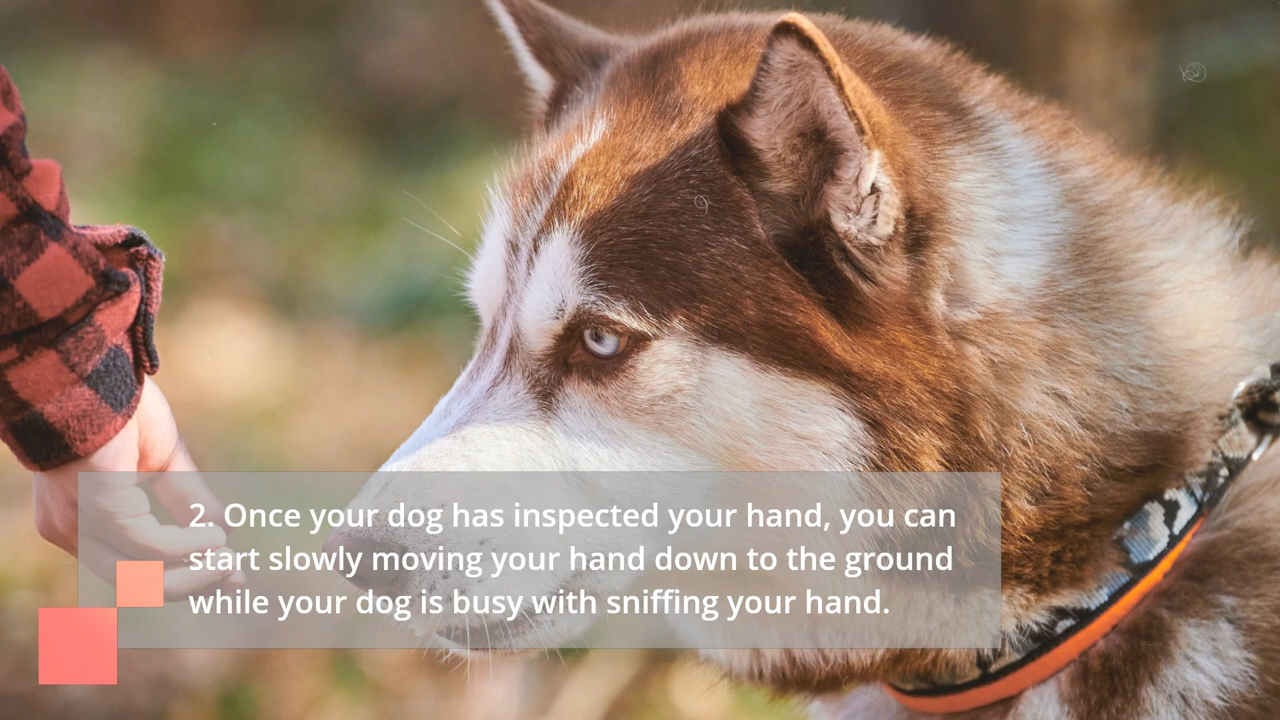 2. Once your dog has inspected your hand, you can
start slowly moving your hand down to the ground
while your dog is busy with sniffing your hand.